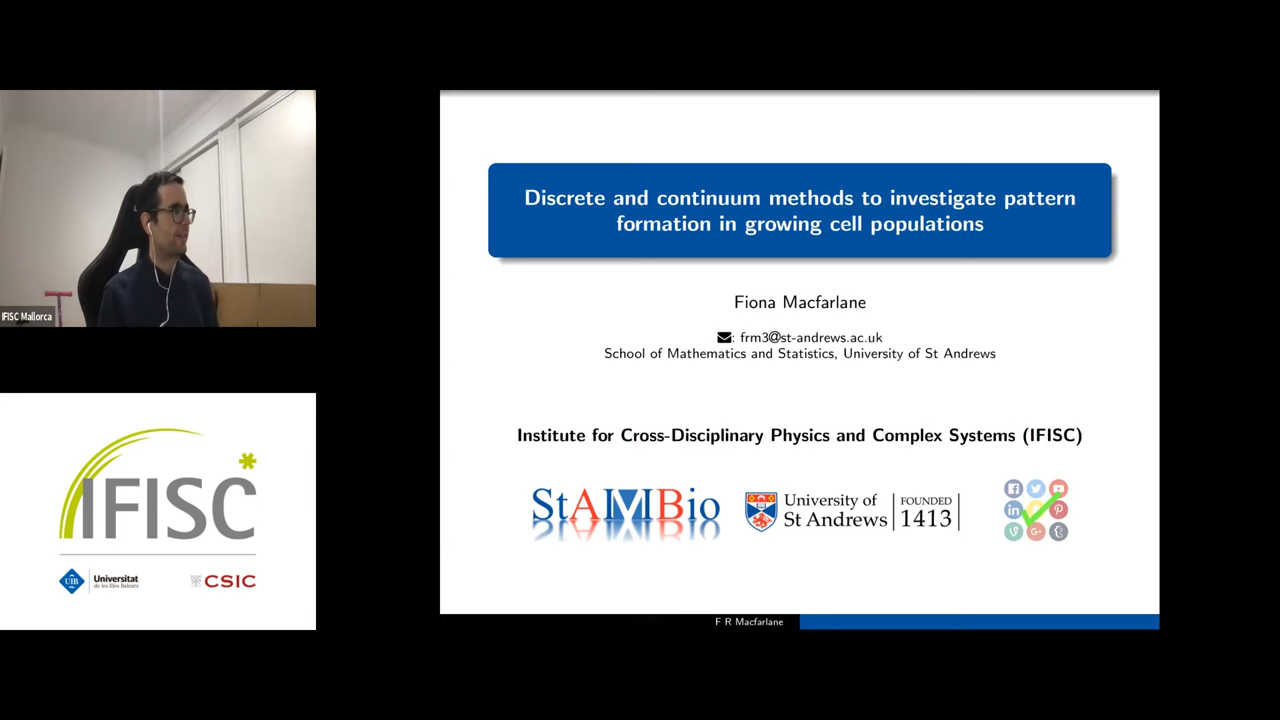 IFISC Mallorca
IFISC
UIB
Universitat
de les Illes Balears
CSIC
Discrete and continuum methods to investigate pattern
formation in growing cell populations
Fiona Macfarlane
: frm3@st-andrews.ac.uk
School of Mathematics and Statistics, University of St Andrews
Institute for Cross-Disciplinary Physics and Complex Systems (IFISC)
StAMBio
University of
St Andrews
FOUNDED
1413
F R Macfarlane